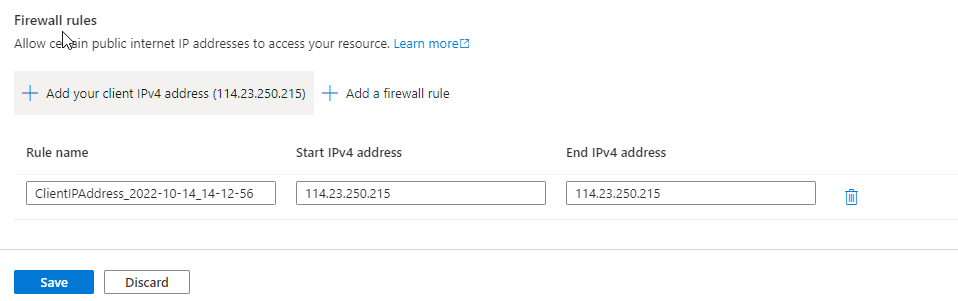 Firewall rules
Allow certain public internet IP addresses to access your resource. Learn more
Add your client IPv4 address (114.23.250.215) Add a firewall rule
Rule name Start IPv4 address End IPv4 address
ClientIPAddress_2022-10-14_14-12-56 114.23.250.215 114.23.250.215
Save Discard